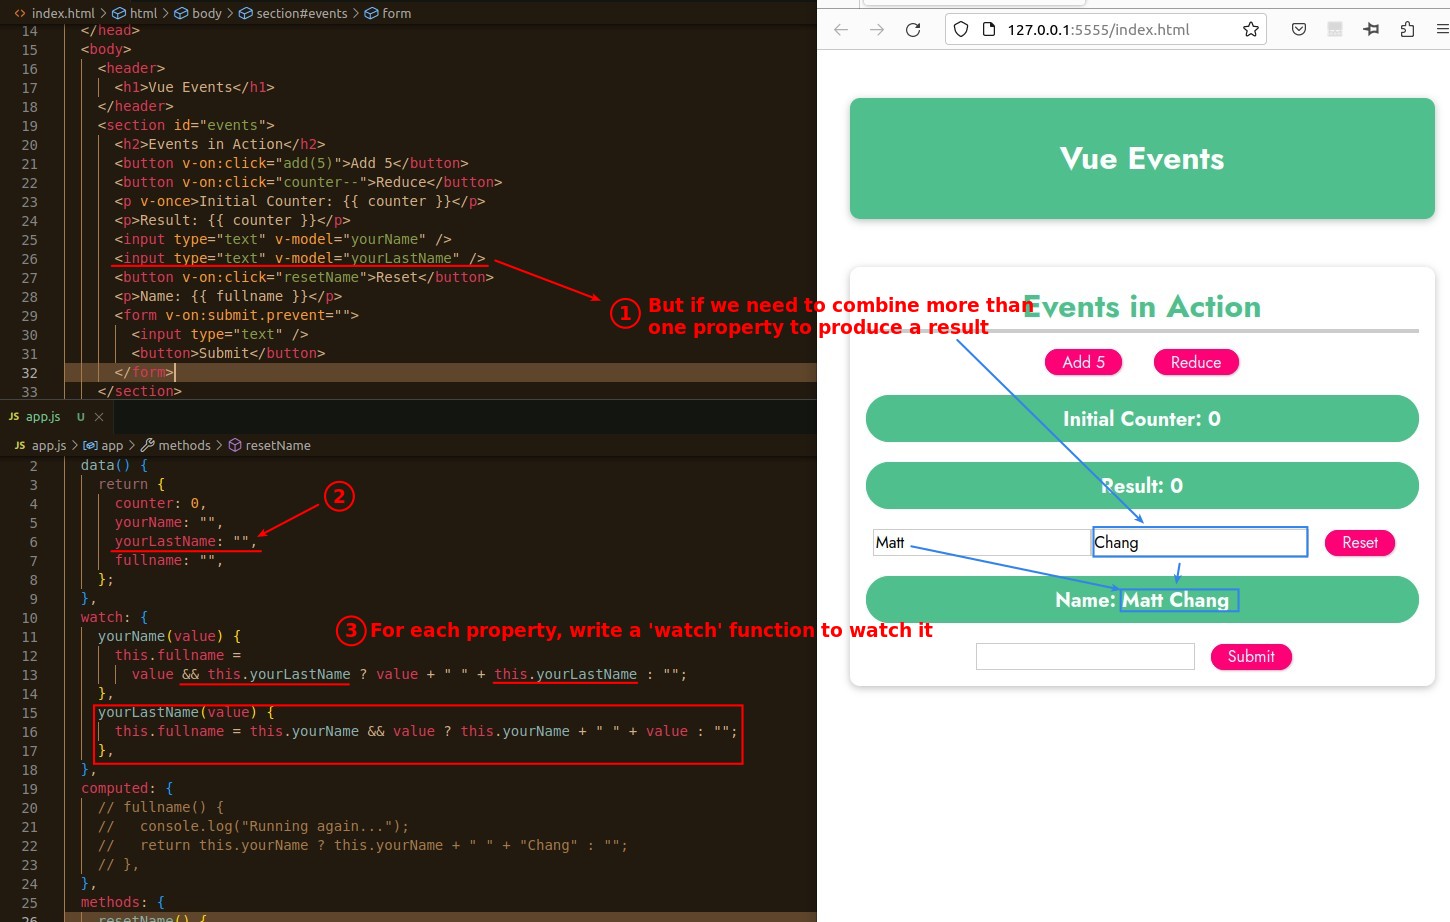 index.html > html > body > section#events > form
14 </head>
15 <body>
16 <header>
17 <h1>Vue Events</h1>
18 </header>
19 <section id="events">
20 <h2>Events in Action</h2>
21 <button v-on:click="add(5)">Add 5</button>
22 <button v-on:click="counter--">Reduce</button>
23 <p v-once>Initial Counter: {{ counter }}</p>
24 <p>Result: {{ counter }}</p>
25 <input type="text" v-model="yourName" />
26 <input type="text" v-model="yourLastName" />
27 <button v-on:click="resetName">Reset</button>
28 <p>Name: {{ fullname }}</p>
29 <form v-on:submit.prevent="">
30 <input type="text" />
31 <button>Submit</button>
32 </form>
33 </section>
1 But if we need to combine more than
one property to produce a result
JS app.js U ×
JS app.js > app > methods > resetName
2 data() {
3 return {
4 counter: 0,
5 yourName: "",
6 yourLastName: "",
7 fullname: "",
8 };
9 },
10 watch: {
11 yourName(value) {
12 this.fullname =
13 value && this.yourLastName ? value + " " + this.yourLastName : "";
14 },
15 yourLastName(value) {
16 this.fullname = this.yourName && value ? this.yourName + " " + value : "";
17 },
18 },
19 computed: {
20 // fullname() {
21 // console.log("Running again...");
22 // return this.yourName ? this.yourName + " " + "Chang" : "";
23 // },
24 },
25 methods: {
26 resetName() {
2
3 For each property, write a 'watch' function to watch it
127.0.0.1:5555/index.html
Vue Events
Events in Action
Add 5 Reduce
Initial Counter: 0
Result: 0
Matt Chang Reset
Name: Matt Chang
Submit